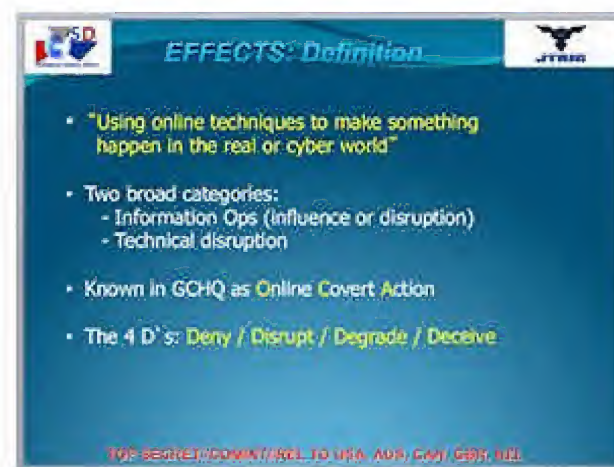 EFFECTS: Definition
JTRIG
• "Using online techniques to make something
happen in the real or cyber world"
• Two broad categories:
- Information Ops (influence or disruption)
- Technical disruption
• Known in GCHQ as Online Covert Action
• The 4 D's: Deny / Disrupt / Degrade / Deceive
TOP SECRET//COMINT//REL TO USA, AUS, CAN, GBR, NZL